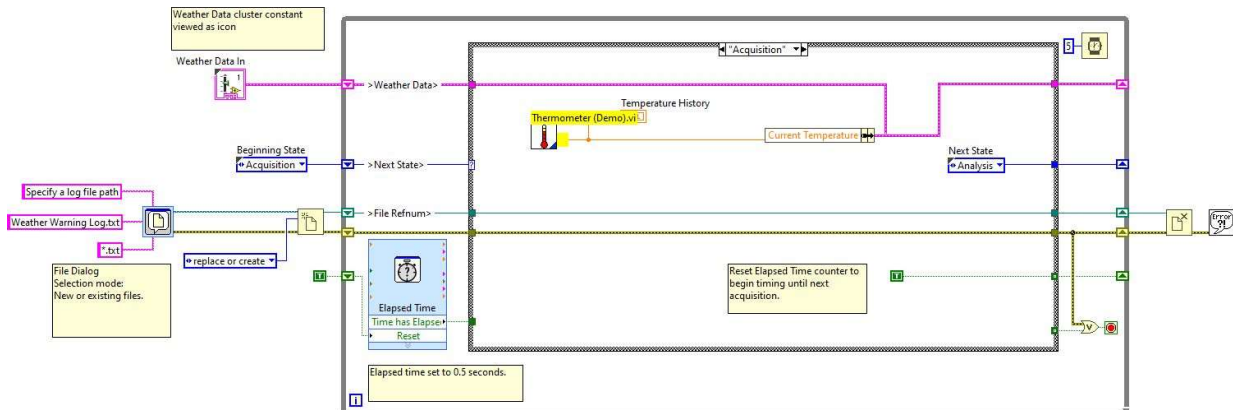 Weather Data cluster constant
viewed as icon
Weather Data In
1
>Weather Data>
"Acquisition"
5
Temperature History
Thermometer (Demo).vi
Current Temperature
Beginning State
Acquisition
>Next State>
?
Next State
Analysis
Specify a log file path
Weather Warning Log.txt
*.txt
>File Refnum>
replace or create
Error
?!
File Dialog
Selection mode:
New or existing files.
T
?
Elapsed Time
Time has Elapse
Reset
Reset Elapsed Time counter to
begin timing until next
acquisition.
T
V
Elapsed time set to 0.5 seconds.
i